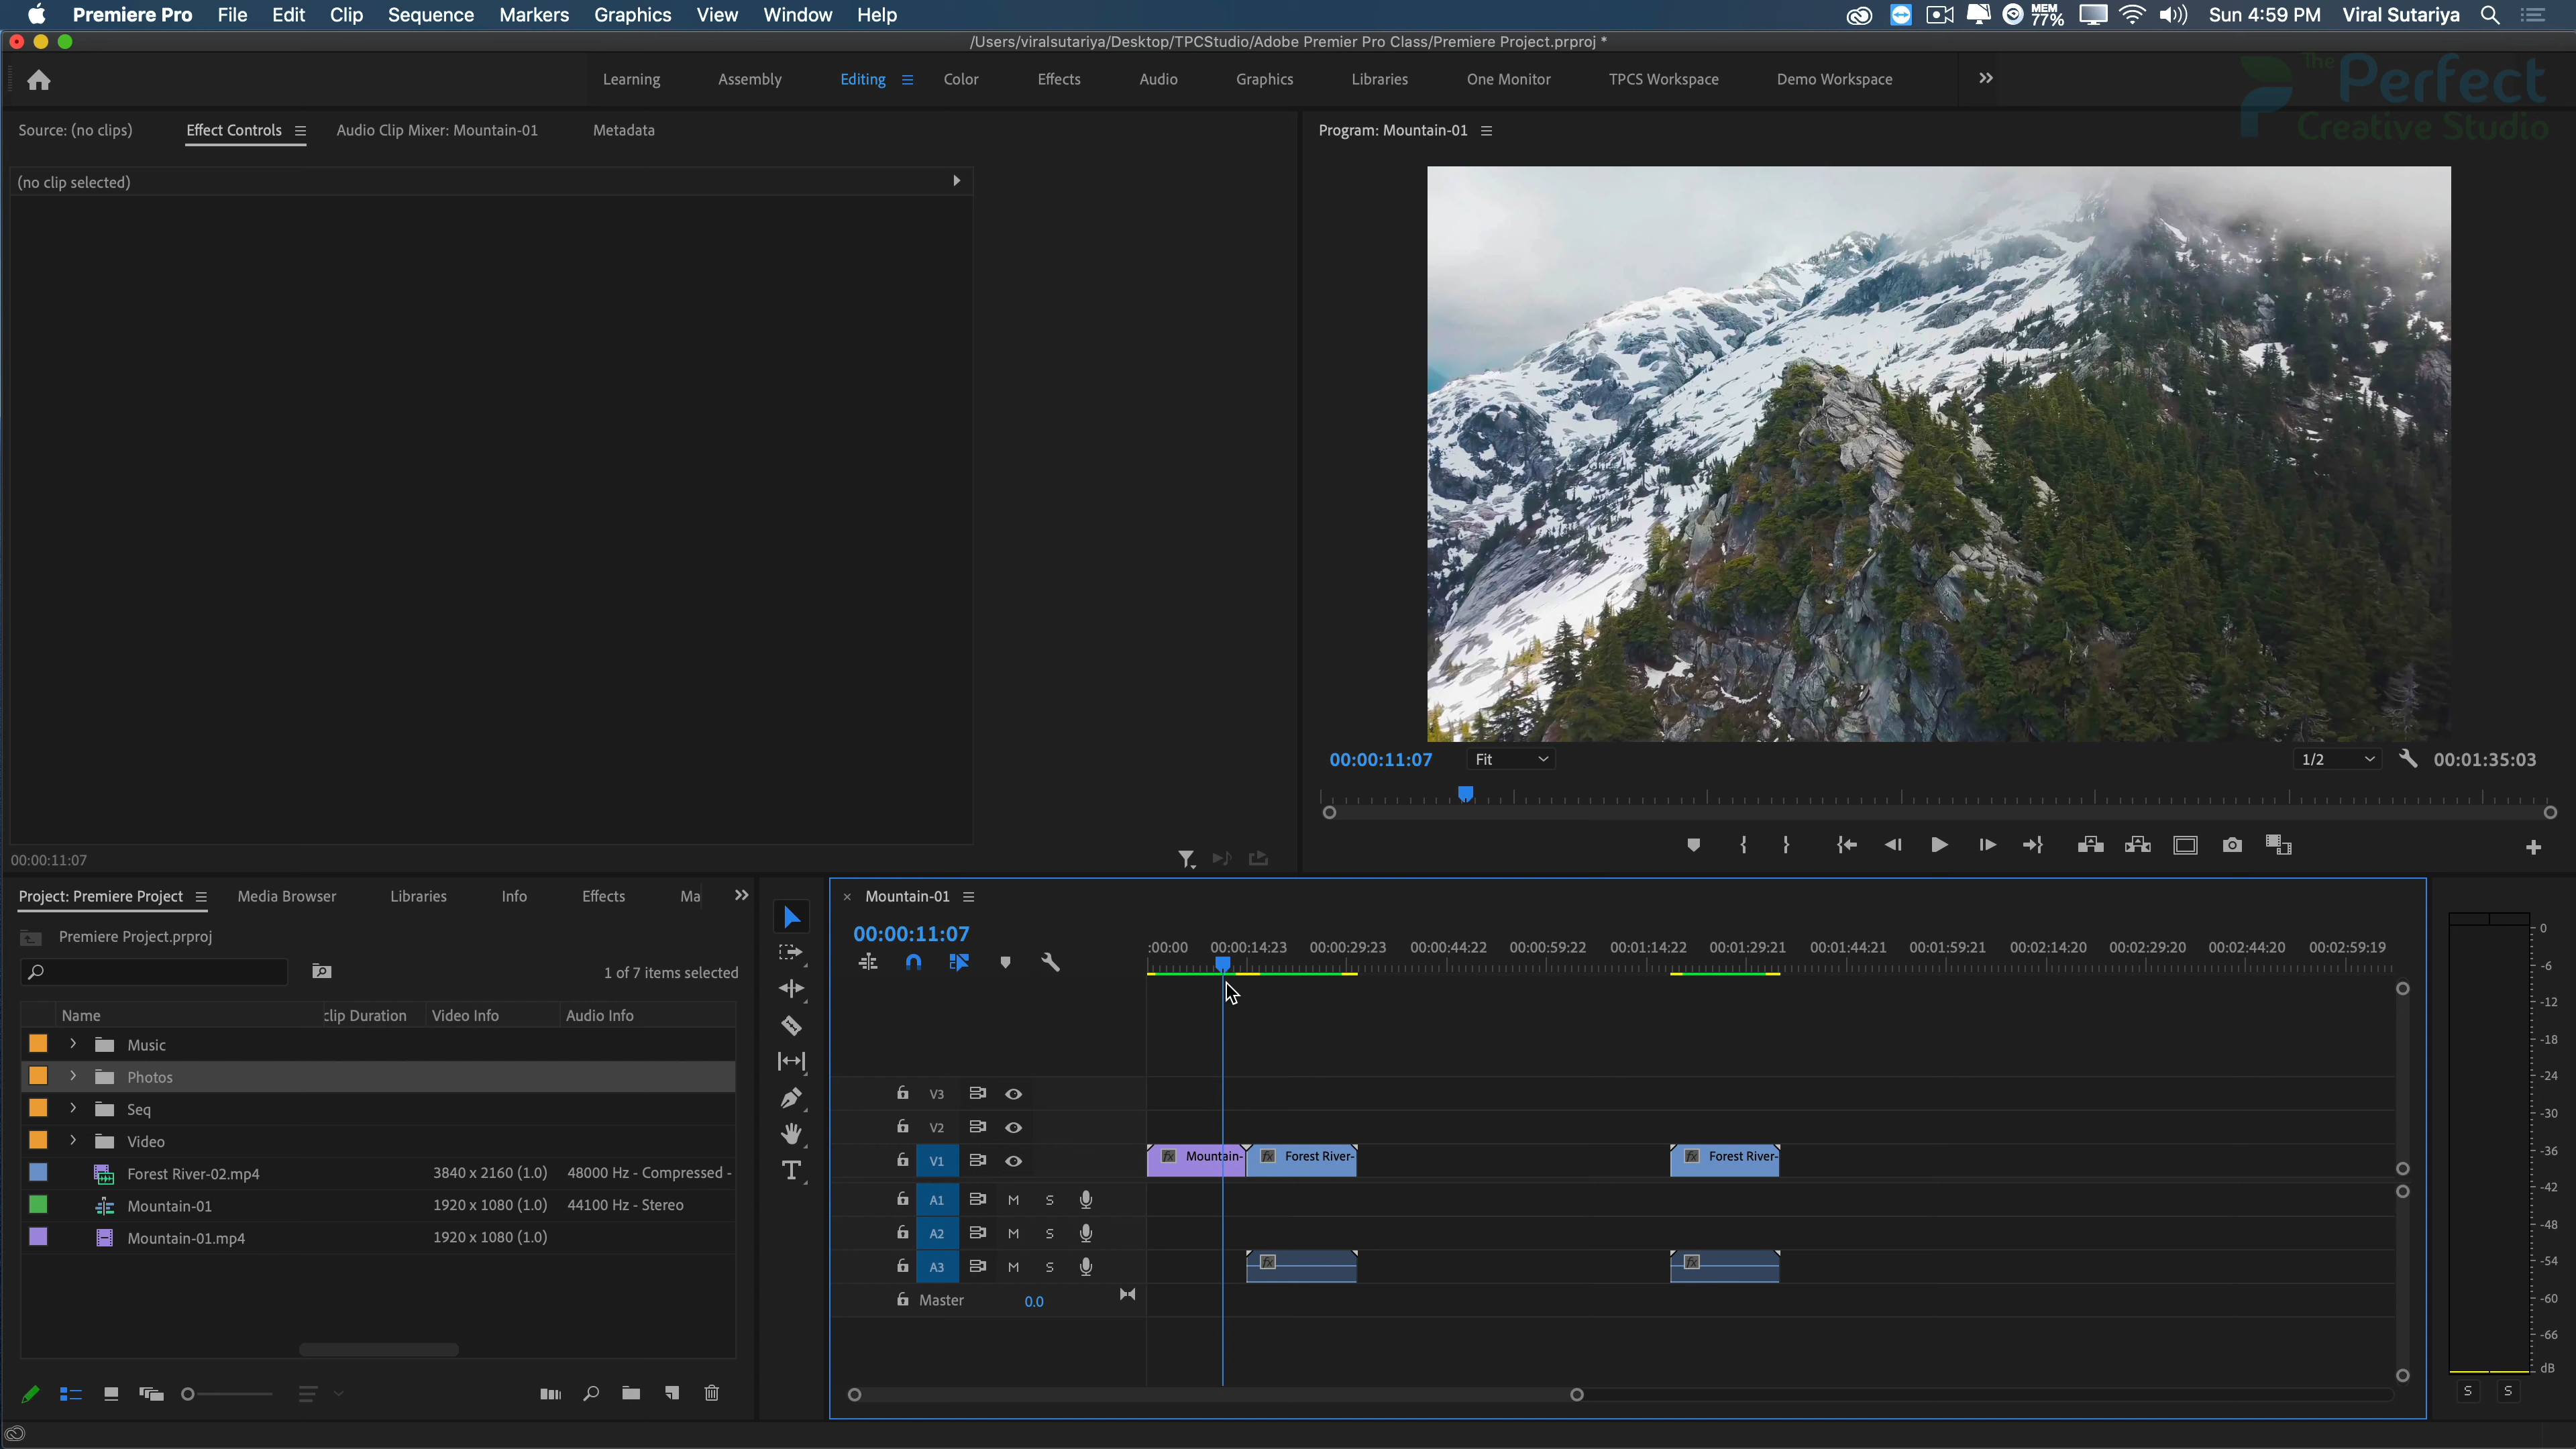 Premiere Pro File Edit Clip Sequence Markers Graphics View Window Help MEM 77% Sun 4:59 PM Viral Sutariya
/Users/viralsutariya/Desktop/TPCStudio/Adobe Premier Pro Class/Premiere Project.prproj *
Learning Assembly Editing Color Effects Audio Graphics Libraries One Monitor TPCS Workspace Demo Workspace
The Perfect
Creative Studio
Source: (no clips) Effect Controls Audio Clip Mixer: Mountain-01 Metadata
Program: Mountain-01
(no clip selected)
00:00:11:07 Fit 1/2 00:01:35:03
00:00:11:07
Project: Premiere Project Media Browser Libraries Info Effects Ma
Premiere Project.prproj
1 of 7 items selected
Name clip Duration Video Info Audio Info
Music
Photos
Seq
Video
Forest River-02.mp4 3840 x 2160 (1.0) 48000 Hz - Compressed -
Mountain-01 1920 x 1080 (1.0) 44100 Hz - Stereo
Mountain-01.mp4 1920 x 1080 (1.0)
× Mountain-01
00:00:11:07
:00:00 00:00:14:23 00:00:29:23 00:00:44:22 00:00:59:22 00:01:14:22 00:01:29:21 00:01:44:21 00:01:59:21 00:02:14:20 00:02:29:20 00:02:44:20 00:02:59:19
V3
V2
V1 fx Mountain- fx Forest River- fx Forest River-
A1 M S
A2 M S
A3 M S fx fx
Master 0.0
0
-6
-12
-18
-24
-30
-36
-42
-48
-54
-60
-66
dB
S S